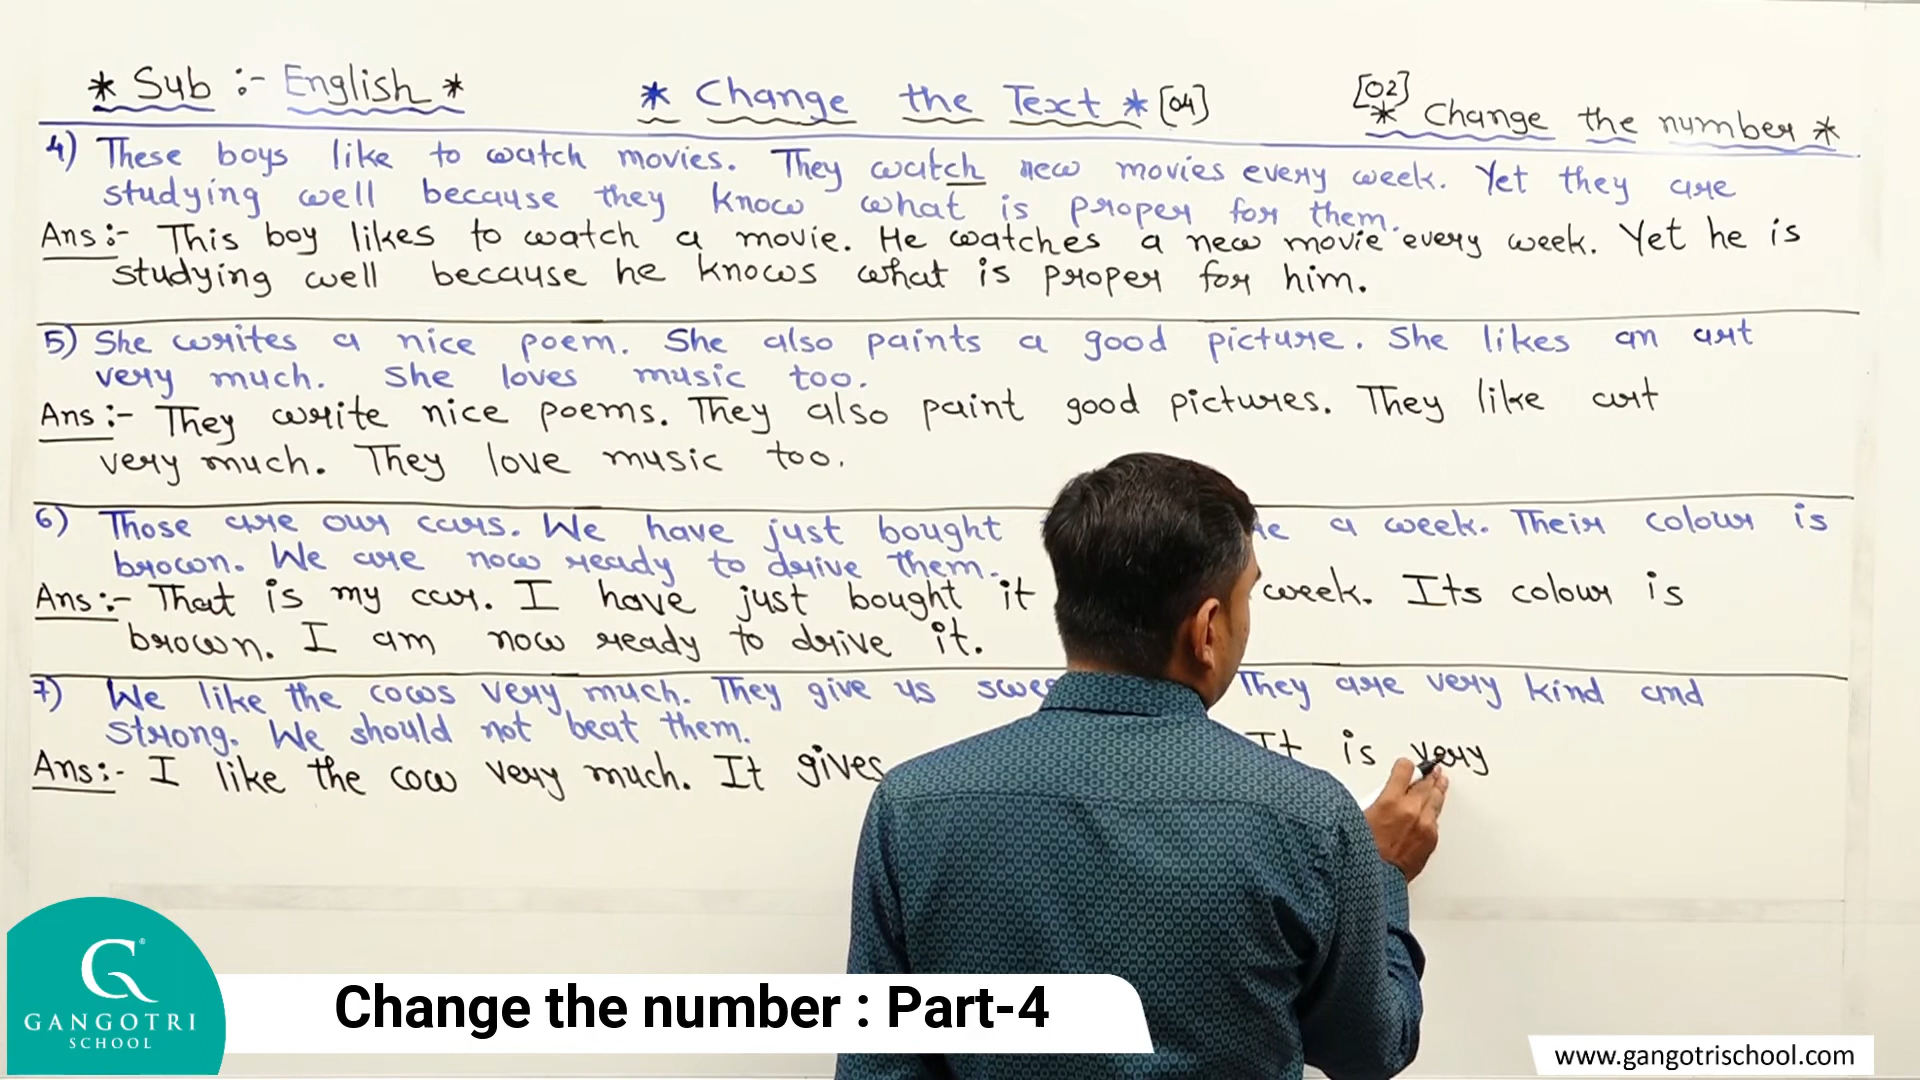 * Sub :- English *
* Change the Text * [04]
[02]
* Change the number *
4) These boys like to watch movies. They watch new movies every week. Yet they are
studying well because they know what is proper for them.
Ans:- This boy likes to watch a movie. He watches a new movie every week. Yet he is
studying well because he knows what is proper for him.
5) She writes a nice poem. She also paints a good picture. She likes an art
very much. She loves music too.
Ans:- They write nice poems. They also paint good pictures. They like art
very much. They love music too.
6) Those are our cars. We have just bought a week. Their colour is
brown. We are now ready to drive them.
Ans:- That is my car. I have just bought it week. Its colour is
brown. I am now ready to drive it.
7) We like the cows very much. They give us They are very kind and
strong. We should not beat them.
Ans:- I like the cow very much. It gives It is very
G®
GANGOTRI
SCHOOL
Change the number : Part-4
www.gangotrischool.com